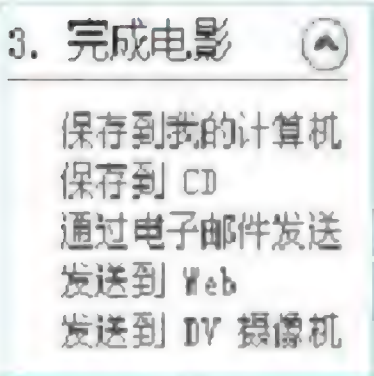 3. 完成电影
保存到我的计算机
保存到 CD
通过电子邮件发送
发送到 Web
发送到 DV 摄像机